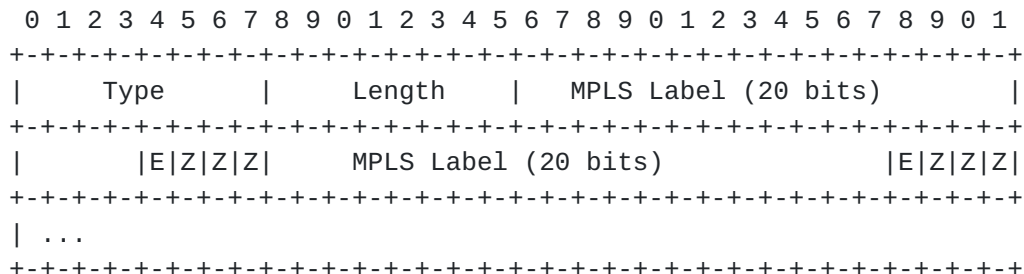 0 1 2 3 4 5 6 7 8 9 0 1 2 3 4 5 6 7 8 9 0 1 2 3 4 5 6 7 8 9 0 1
+-+-+-+-+-+-+-+-+-+-+-+-+-+-+-+-+-+-+-+-+-+-+-+-+-+-+-+-+-+-+-+-+
|     Type      |     Length    |   MPLS Label (20 bits)        |
+-+-+-+-+-+-+-+-+-+-+-+-+-+-+-+-+-+-+-+-+-+-+-+-+-+-+-+-+-+-+-+-+
|       |E|Z|Z|Z|     MPLS Label (20 bits)              |E|Z|Z|Z|
+-+-+-+-+-+-+-+-+-+-+-+-+-+-+-+-+-+-+-+-+-+-+-+-+-+-+-+-+-+-+-+-+
| ...
+-+-+-+-+-+-+-+-+-+-+-+-+-+-+-+-+-+-+-+-+-+-+-+-+-+-+-+-+-+-+-+-+